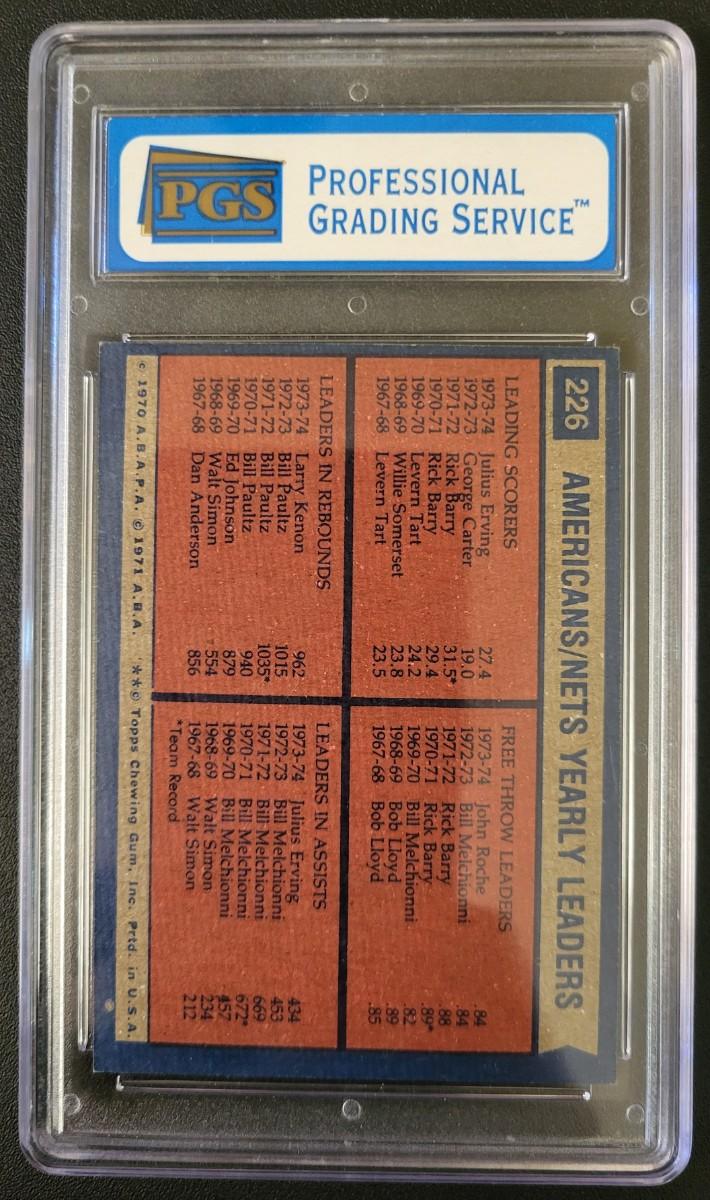 PGS
PROFESSIONAL
GRADING SERVICE™
226
AMERICANS/NETS YEARLY LEADERS
LEADING SCORERS
1973-74 Julius Erving 27.4
1972-73 George Carter 19.0
1971-72 Rick Barry 31.5*
1970-71 Rick Barry 29.4
1969-70 Levern Tart 24.2
1968-69 Willie Somerset 23.8
1967-68 Levern Tart 23.5
FREE THROW LEADERS
1973-74 John Roche .84
1972-73 Bill Melchionni .84
1971-72 Rick Barry .88
1970-71 Rick Barry .89*
1969-70 Bill Melchionni .82
1968-69 Bob Lloyd .89
1967-68 Bob Lloyd .85
LEADERS IN REBOUNDS
1973-74 Larry Kenon 962
1972-73 Bill Paultz 1015
1971-72 Bill Paultz 1035*
1970-71 Bill Paultz 940
1969-70 Ed Johnson 879
1968-69 Walt Simon 554
1967-68 Dan Anderson 856
LEADERS IN ASSISTS
1973-74 Julius Erving 434
1972-73 Bill Melchionni 453
1971-72 Bill Melchionni 669
1970-71 Bill Melchionni 672*
1969-70 Bill Melchionni 457
1968-69 Walt Simon 234
1967-68 Walt Simon 212
*Team Record
© 1970 A.B.A.P.A. © 1971 A.B.A. **© Topps Chewing Gum, Inc. Prtd. in U.S.A.